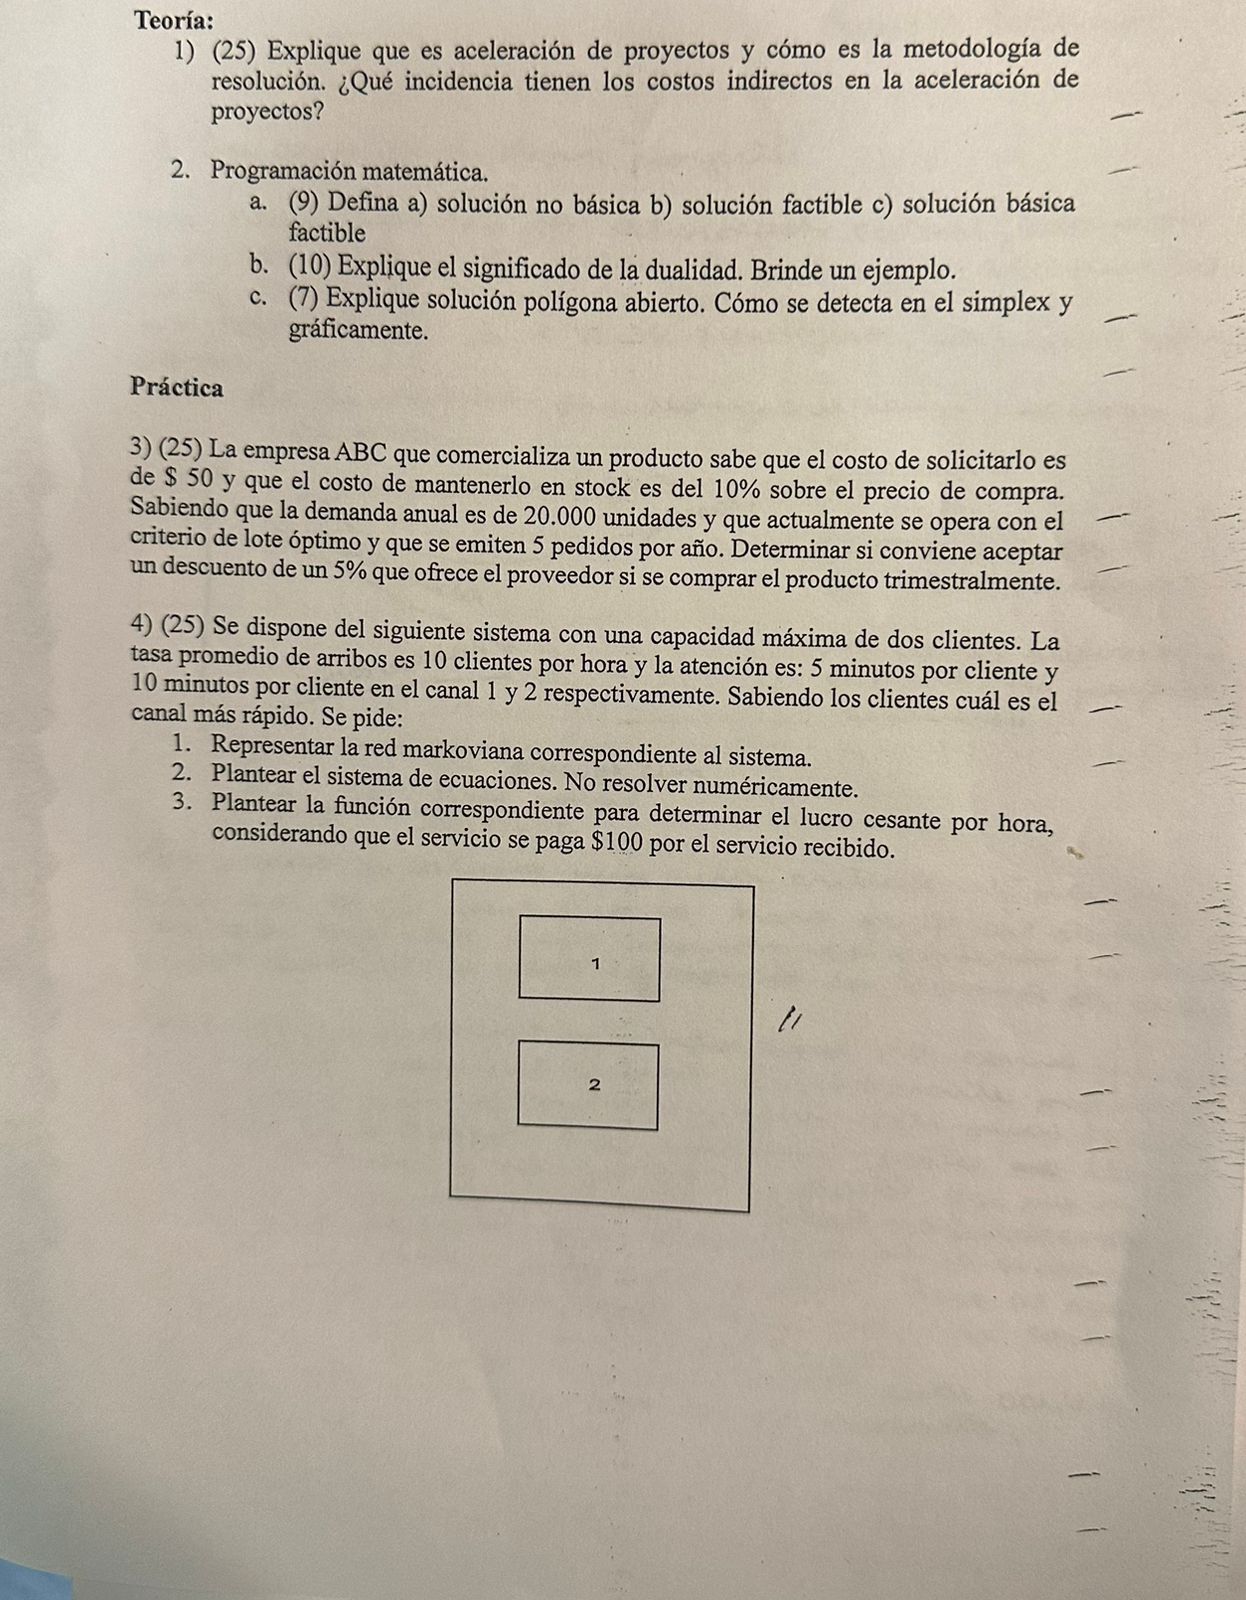 Teoría:
1) (25) Explique que es aceleración de proyectos y cómo es la metodología de
resolución. ¿Qué incidencia tienen los costos indirectos en la aceleración de
proyectos?
2. Programación matemática.
a. (9) Defina a) solución no básica b) solución factible c) solución básica
factible
b. (10) Explique el significado de la dualidad. Brinde un ejemplo.
c. (7) Explique solución polígona abierto. Cómo se detecta en el simplex y
gráficamente.
Práctica
3) (25) La empresa ABC que comercializa un producto sabe que el costo de solicitarlo es
de $ 50 y que el costo de mantenerlo en stock es del 10% sobre el precio de compra.
Sabiendo que la demanda anual es de 20.000 unidades y que actualmente se opera con el
criterio de lote óptimo y que se emiten 5 pedidos por año. Determinar si conviene aceptar
un descuento de un 5% que ofrece el proveedor si se comprar el producto trimestralmente.
4) (25) Se dispone del siguiente sistema con una capacidad máxima de dos clientes. La
tasa promedio de arribos es 10 clientes por hora y la atención es: 5 minutos por cliente y
10 minutos por cliente en el canal 1 y 2 respectivamente. Sabiendo los clientes cuál es el
canal más rápido. Se pide:
1. Representar la red markoviana correspondiente al sistema.
2. Plantear el sistema de ecuaciones. No resolver numéricamente.
3. Plantear la función correspondiente para determinar el lucro cesante por hora,
considerando que el servicio se paga $100 por el servicio recibido.
1
2